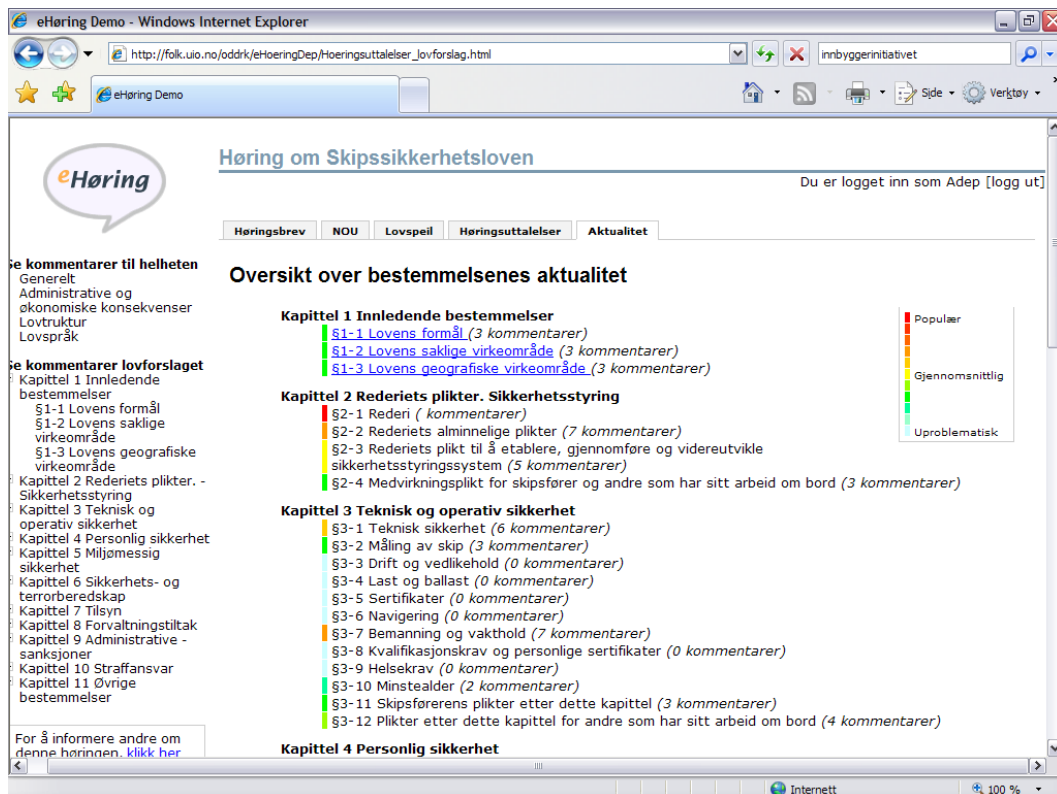 eHøring Demo - Windows Internet Explorer
http://folk.uio.no/oddrk/eHoeringDep/Hoeringsuttalelser_lovforslag.html
innbyggerinitiativet
eHøring Demo
Side
Verktøy
eHøring
Høring om Skipssikkerhetsloven
Du er logget inn som Adep [logg ut]
Høringsbrev NOU Lovspeil Høringsuttalelser Aktualitet
Se kommentarer til helheten
Generelt
Administrative og
økonomiske konsekvenser
Lovtruktur
Lovspråk
Se kommentarer lovforslaget
Kapittel 1 Innledende
bestemmelser
§1-1 Lovens formål
§1-2 Lovens saklige
virkeområde
§1-3 Lovens geografiske
virkeområde
Kapittel 2 Rederiets plikter. -
Sikkerhetsstyring
Kapittel 3 Teknisk og
operativ sikkerhet
Kapittel 4 Personlig sikkerhet
Kapittel 5 Miljømessig
sikkerhet
Kapittel 6 Sikkerhets- og
terrorberedskap
Kapittel 7 Tilsyn
Kapittel 8 Forvaltningstiltak
Kapittel 9 Administrative -
sanksjoner
Kapittel 10 Straffansvar
Kapittel 11 Øvrige
bestemmelser
For å informere andre om
denne høringen, klikk her
Oversikt over bestemmelsenes aktualitet
Kapittel 1 Innledende bestemmelser
§1-1 Lovens formål (3 kommentarer)
§1-2 Lovens saklige virkeområde (3 kommentarer)
§1-3 Lovens geografiske virkeområde (3 kommentarer)
Populær
Gjennomsnittlig
Uproblematisk
Kapittel 2 Rederiets plikter. Sikkerhetsstyring
§2-1 Rederi ( kommentarer)
§2-2 Rederiets alminnelige plikter (7 kommentarer)
§2-3 Rederiets plikt til å etablere, gjennomføre og videreutvikle
sikkerhetsstyringssystem (5 kommentarer)
§2-4 Medvirkningsplikt for skipsfører og andre som har sitt arbeid om bord (3 kommentarer)
Kapittel 3 Teknisk og operativ sikkerhet
§3-1 Teknisk sikkerhet (6 kommentarer)
§3-2 Måling av skip (3 kommentarer)
§3-3 Drift og vedlikehold (0 kommentarer)
§3-4 Last og ballast (0 kommentarer)
§3-5 Sertifikater (0 kommentarer)
§3-6 Navigering (0 kommentarer)
§3-7 Bemanning og vakthold (7 kommentarer)
§3-8 Kvalifikasjonskrav og personlige sertifikater (0 kommentarer)
§3-9 Helsekrav (0 kommentarer)
§3-10 Minstealder (2 kommentarer)
§3-11 Skipsførerens plikter etter dette kapittel (3 kommentarer)
§3-12 Plikter etter dette kapittel for andre som har sitt arbeid om bord (4 kommentarer)
Kapittel 4 Personlig sikkerhet
Internett
100 %